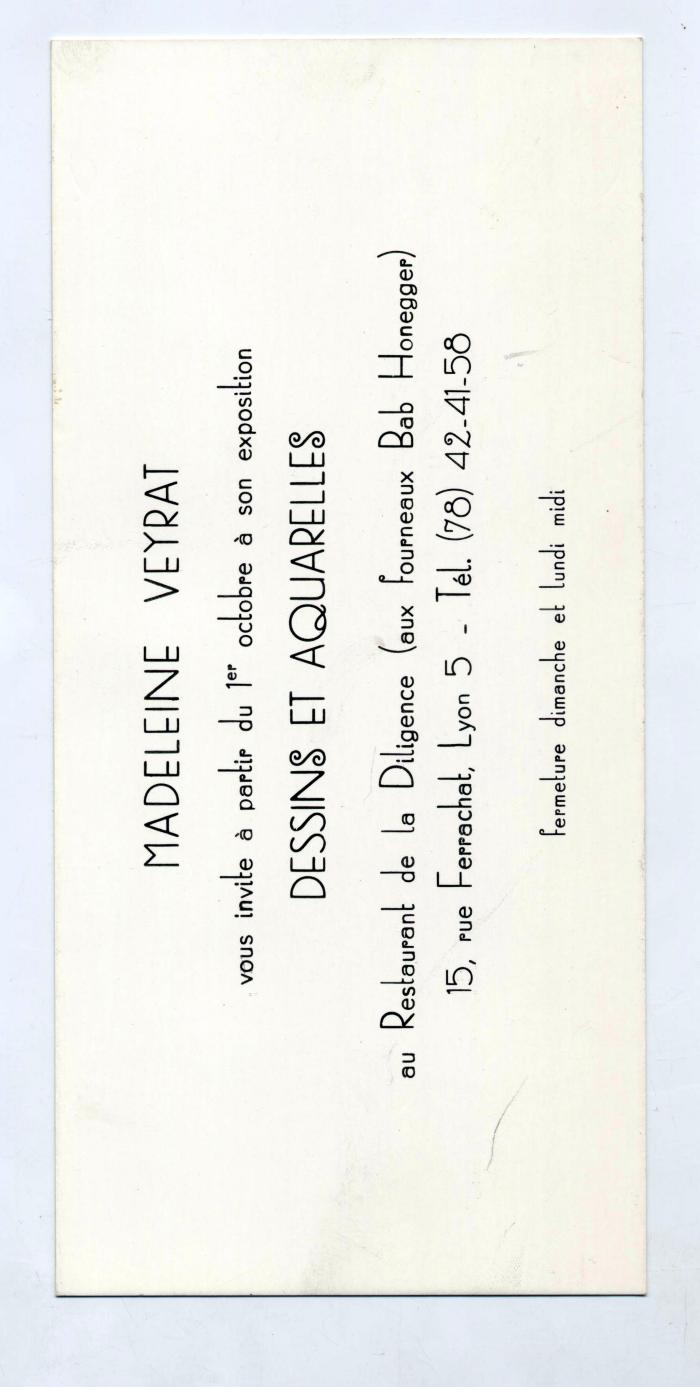 MADELEINE VEYRAT
vous invite à partir du 1er octobre à son exposition
DESSINS ET AQUARELLES
au Restaurant de la Diligence (aux fourneaux Bab Honegger)
15, rue Ferrachat, Lyon 5 - Tél. (78) 42-41-58
fermeture dimanche et lundi midi